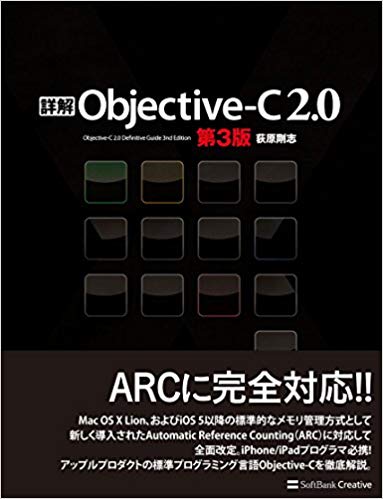 詳解 Objective-C 2.0
Objective-C 2.0 Definitive Guide 3nd Edition 第3版 荻原剛志
ARCに完全対応!!
Mac OS X Lion、およびiOS 5以降の標準的なメモリ管理方式として
新しく導入されたAutomatic Reference Counting（ARC）に対応して
全面改定。iPhone/iPadプログラマ必携!
アップルプロダクトの標準プログラミング言語Objective-Cを徹底解説。
SoftBank Creative